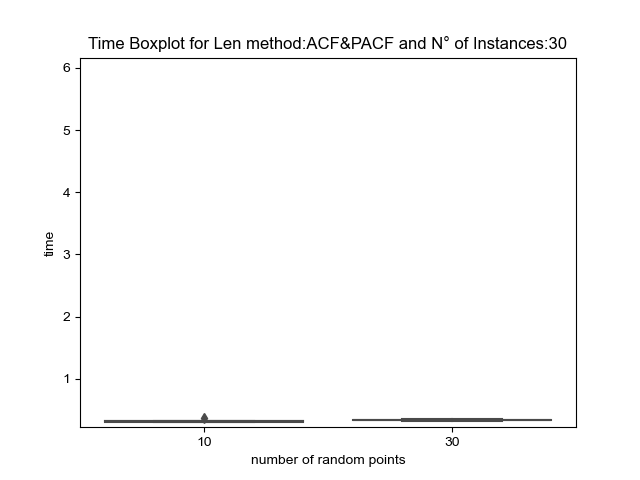 Time Boxplot for Len method:ACF&PACF and N° of Instances:30
6
5
4
3
2
1
time
10
30
number of random points